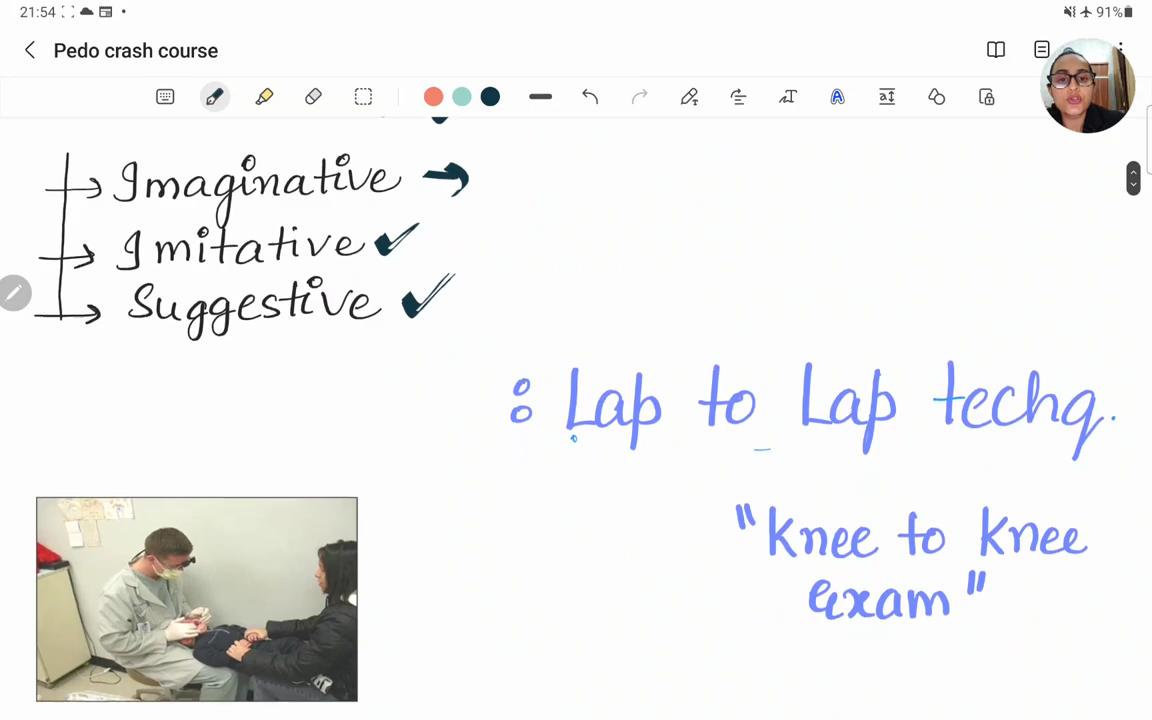 21:54
91%
Pedo crash course
Imaginative
Imitative
Suggestive
: Lap to Lap techq.
"knee to knee
exam"